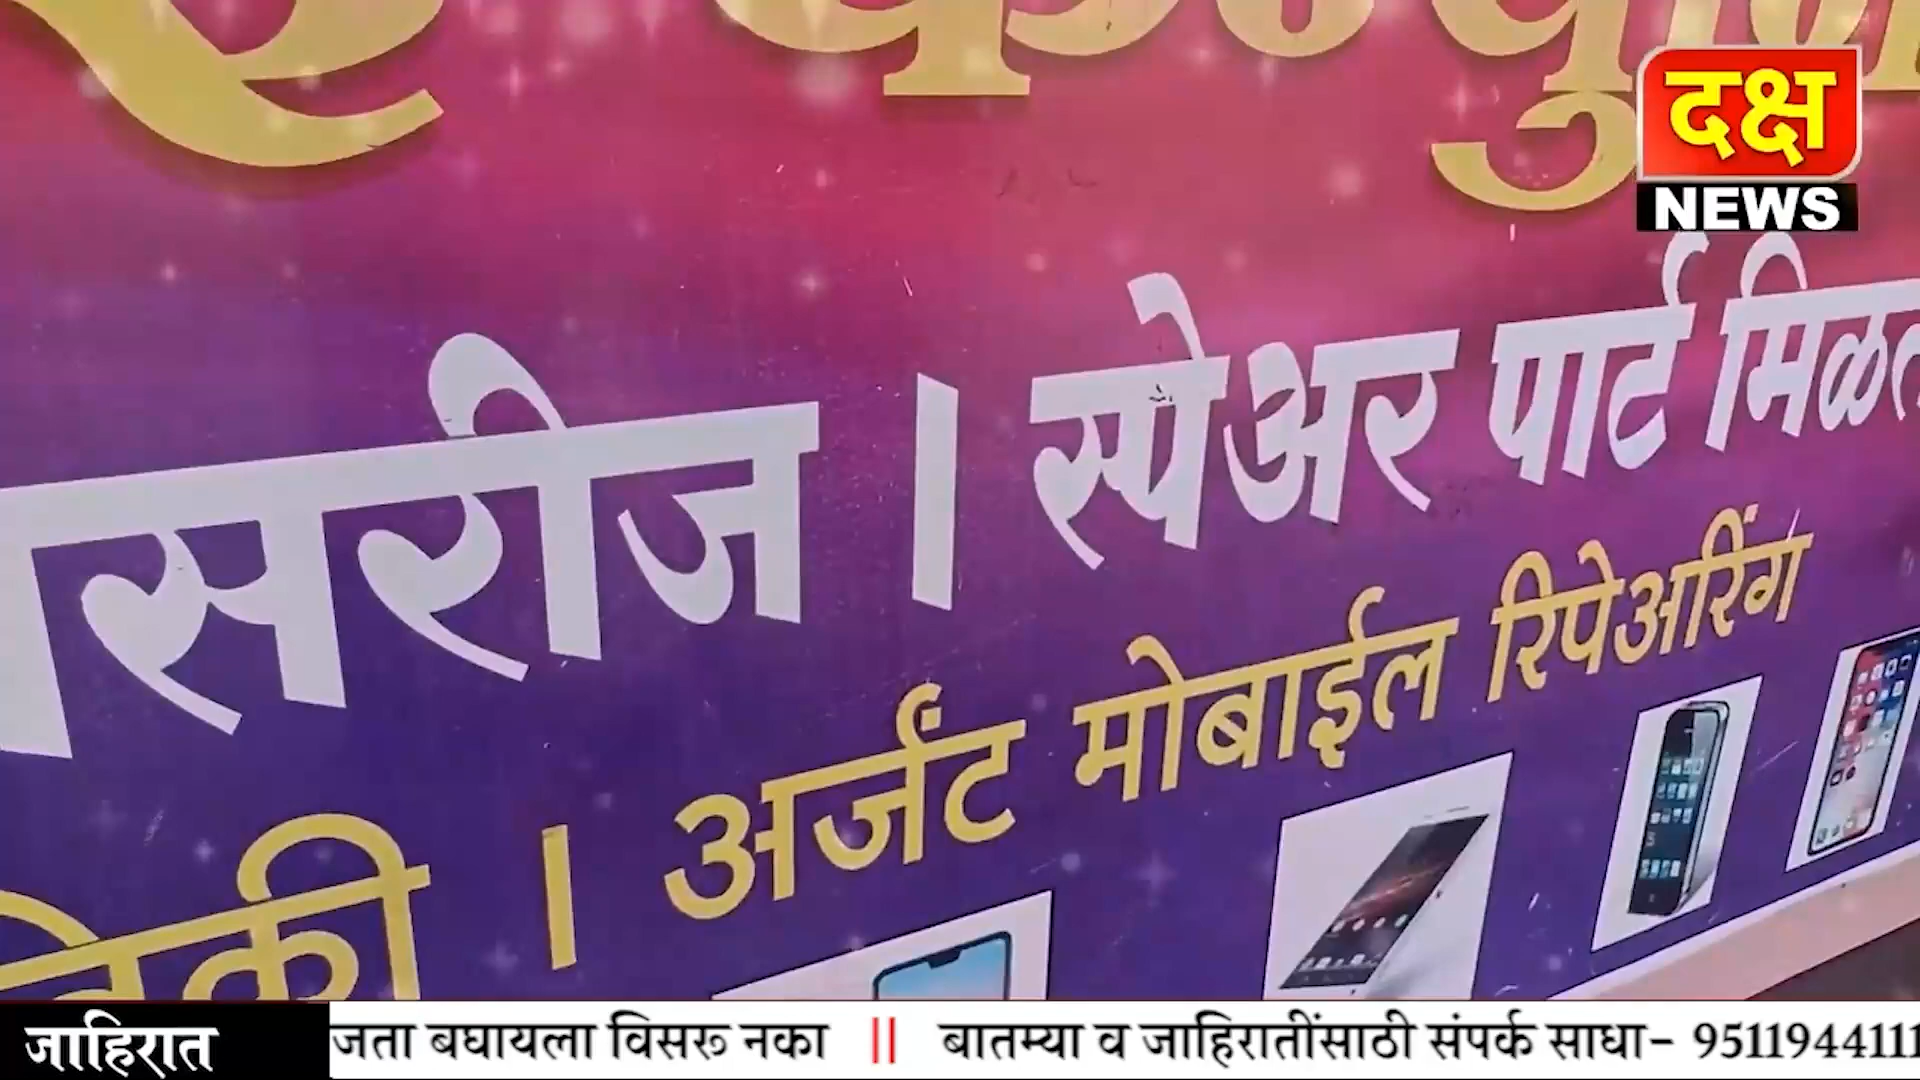 दक्ष
NEWS
सरीज । स्पेअर पार्ट
। अर्जंट मोबाईल रिपेअरिंग
जाहिरात
जता बघायला विसरू नका || बातम्या व जाहिरातींसाठी संपर्क साधा- 9511944111